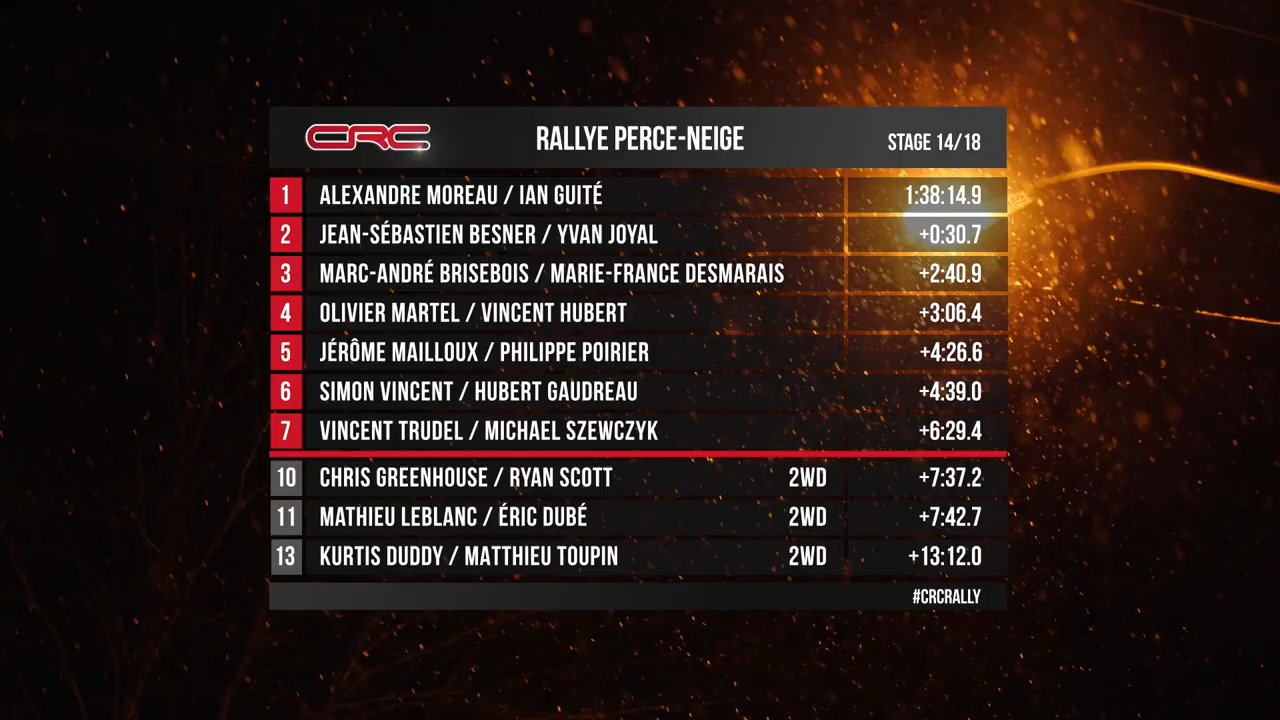 CRC RALLYE PERCE-NEIGE STAGE 14/18
1 ALEXANDRE MOREAU / IAN GUITÉ 1:38:14.9
2 JEAN-SÉBASTIEN BESNER / YVAN JOYAL +0:30.7
3 MARC-ANDRÉ BRISEBOIS / MARIE-FRANCE DESMARAIS +2:40.9
4 OLIVIER MARTEL / VINCENT HUBERT +3:06.4
5 JÉRÔME MAILLOUX / PHILIPPE POIRIER +4:26.6
6 SIMON VINCENT / HUBERT GAUDREAU +4:39.0
7 VINCENT TRUDEL / MICHAEL SZEWCZYK +6:29.4
10 CHRIS GREENHOUSE / RYAN SCOTT 2WD +7:37.2
11 MATHIEU LEBLANC / ÉRIC DUBÉ 2WD +7:42.7
13 KURTIS DUDDY / MATTHIEU TOUPIN 2WD +13:12.0
#CRCRALLY